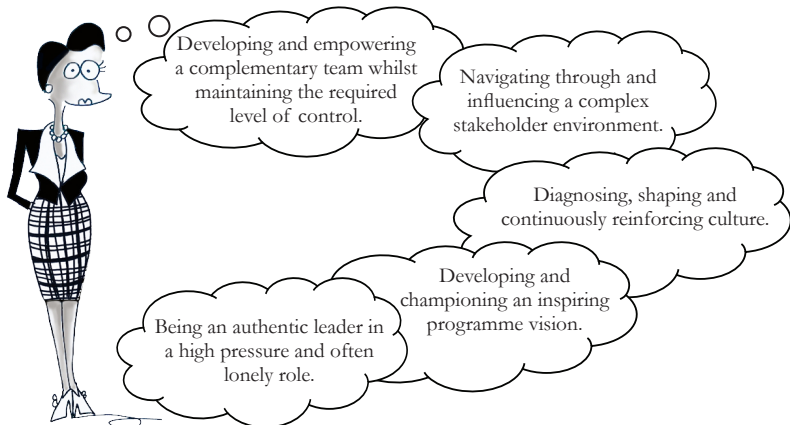 Developing and empowering
a complementary team whilst
maintaining the required
level of control.
Navigating through and
influencing a complex
stakeholder environment.
Diagnosing, shaping and
continuously reinforcing culture.
Developing and
championing an inspiring
programme vision.
Being an authentic leader in
a high pressure and often
lonely role.